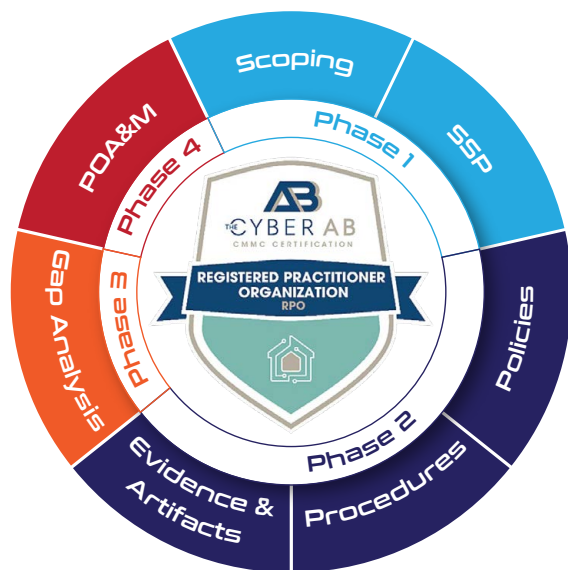 Scoping
SSP
Phase 1
Policies
Procedures
Evidence &
Artifacts
Phase 2
Gap Analysis
Phase 3
POA&M
Phase 4
AB
THE CYBER AB
CMMC CERTIFICATION
REGISTERED PRACTITIONER
ORGANIZATION
RPO